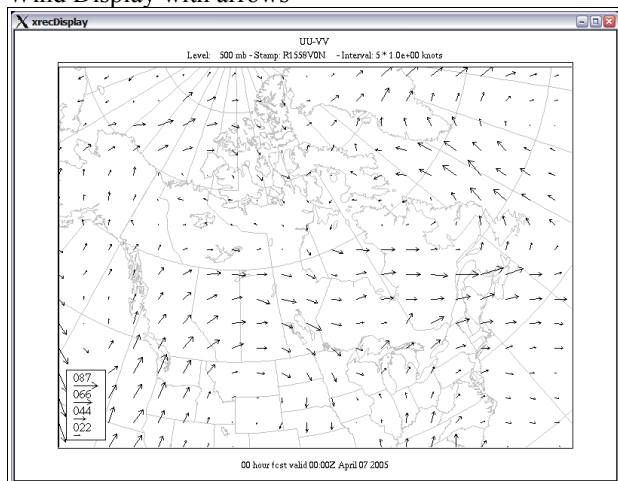 Wind Display with arrows
xrecDisplay
UU-VV
Level: 500 mb - Stamp: R1558V0N - Interval: 5 * 1.0e+00 knots
087
066
044
022
00 hour fcst valid 00:00Z April 07 2005